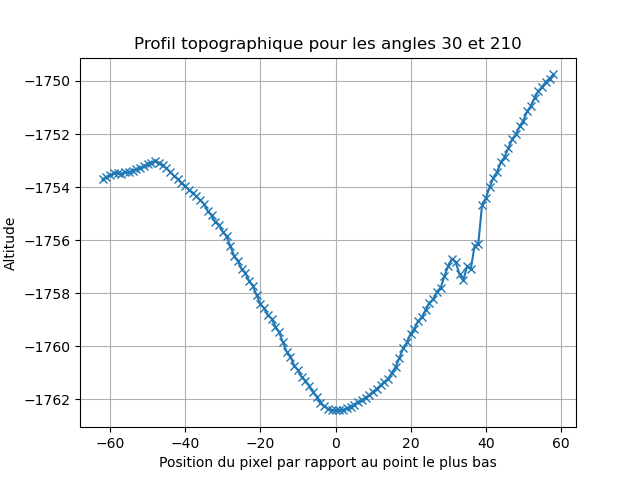 Profil topographique pour les angles 30 et 210
−1750
−1752
−1754
−1756
−1758
−1760
−1762
Altitude
−60 −40 −20 0 20 40 60
Position du pixel par rapport au point le plus bas